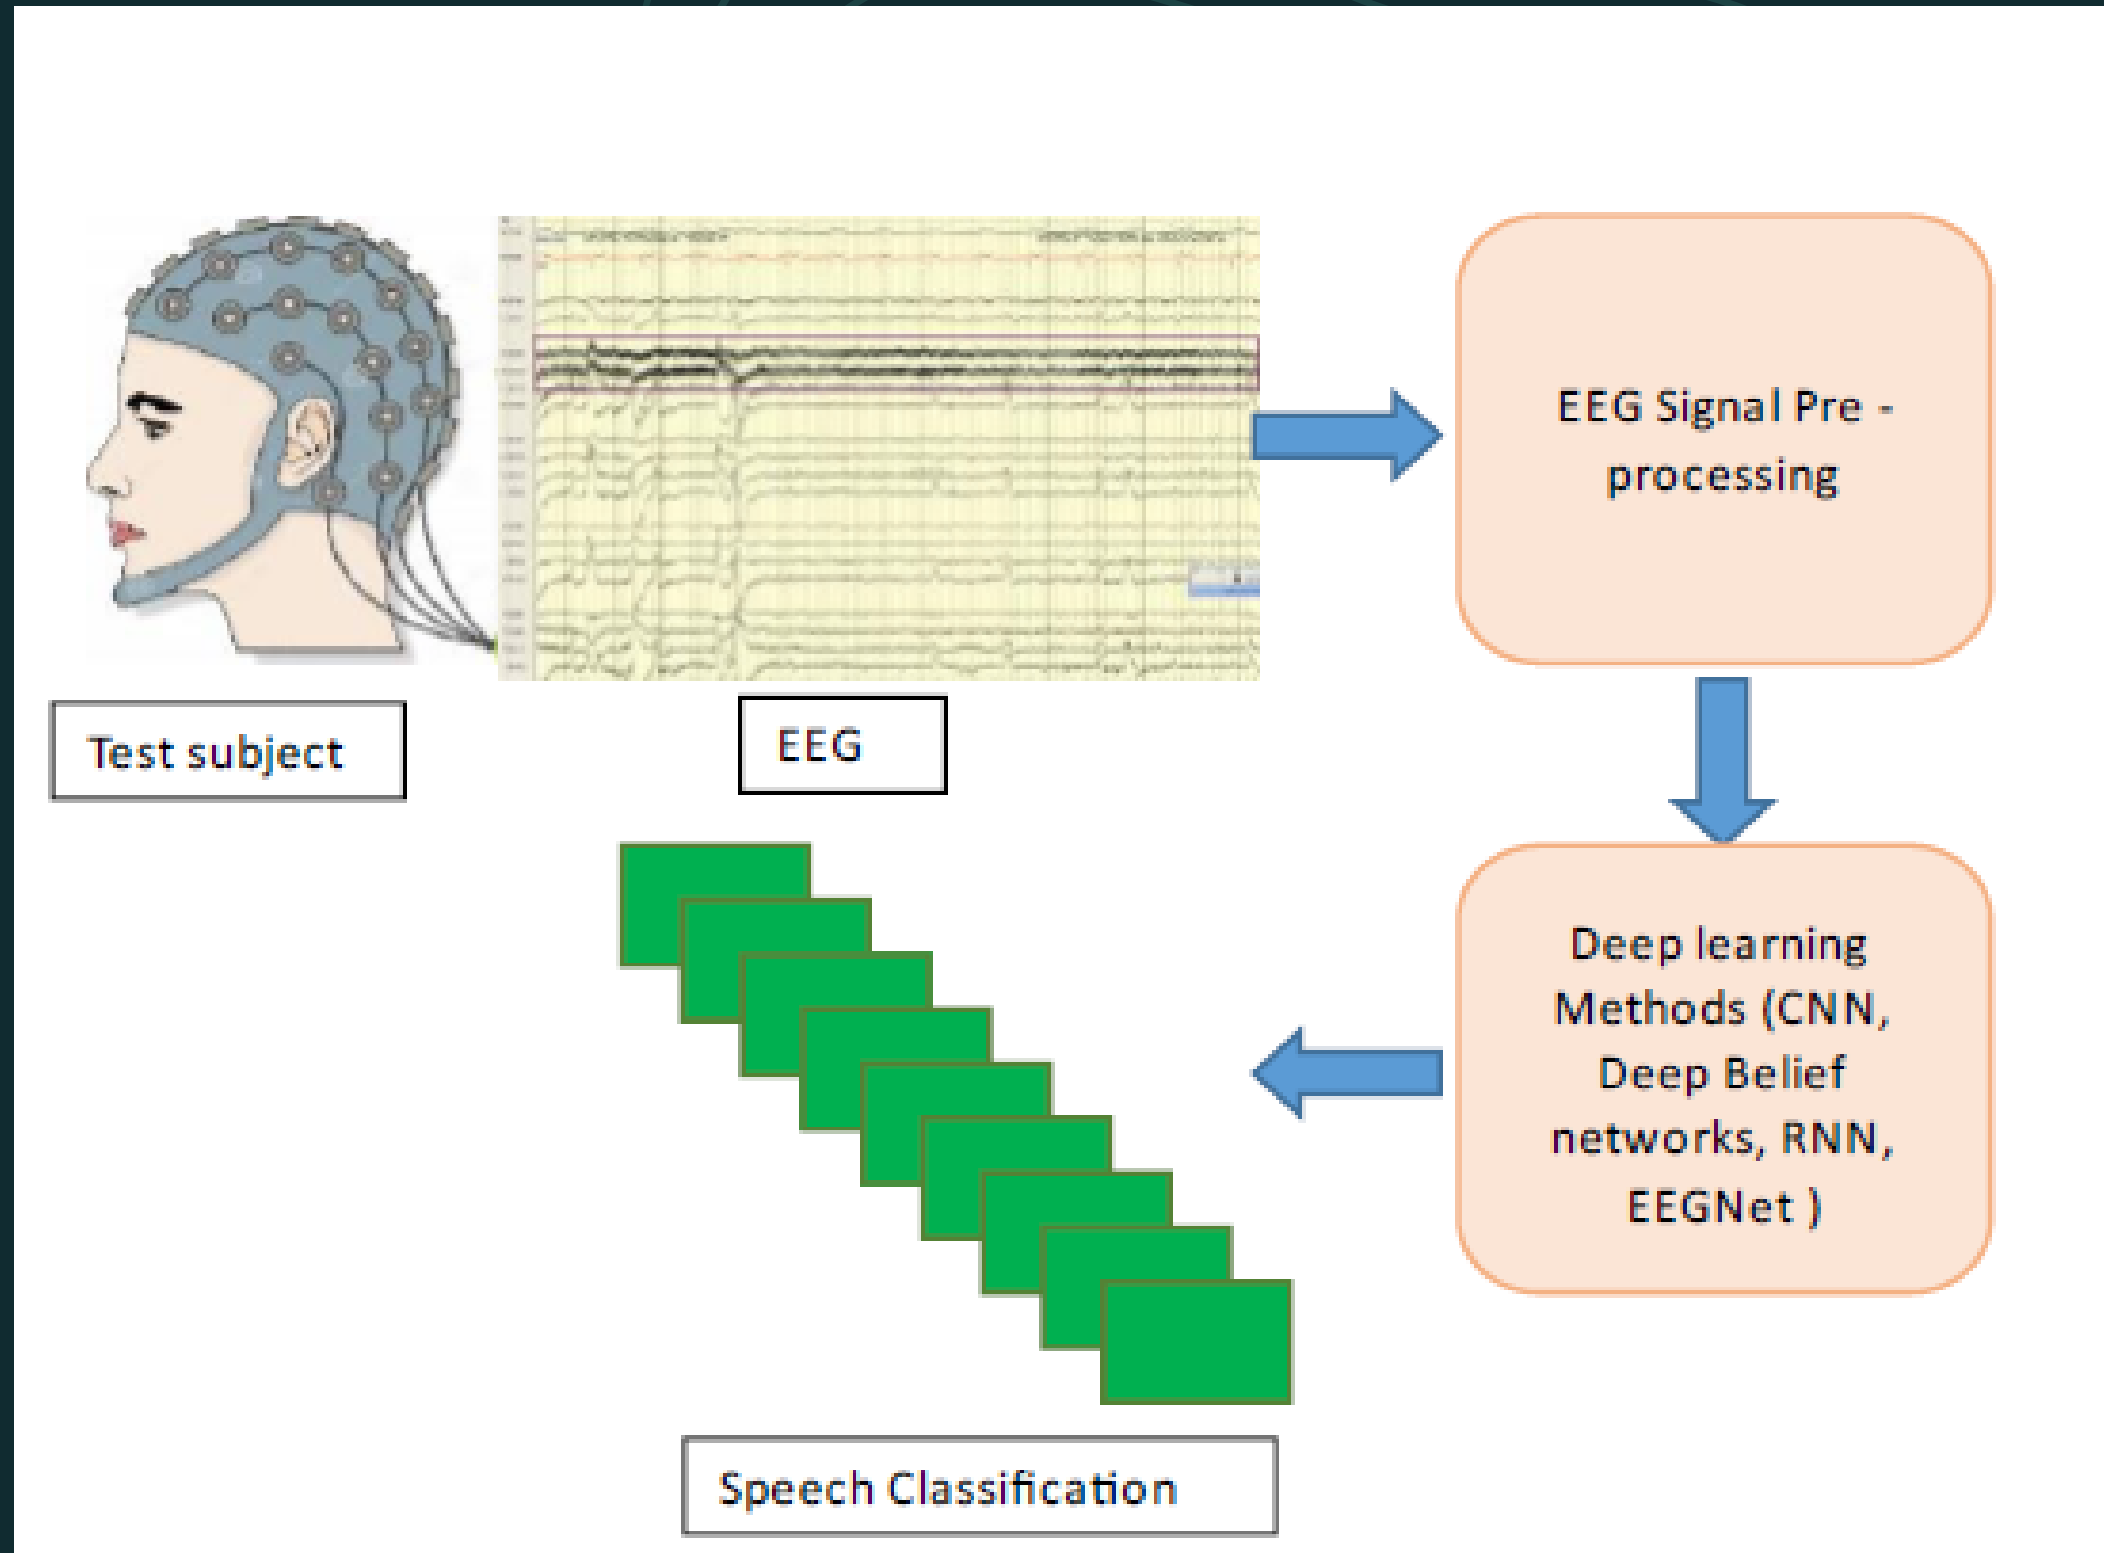 EEG Signal Pre -
processing
Test subject
EEG
Deep learning
Methods (CNN,
Deep Belief
networks, RNN,
EEGNet )
Speech Classification